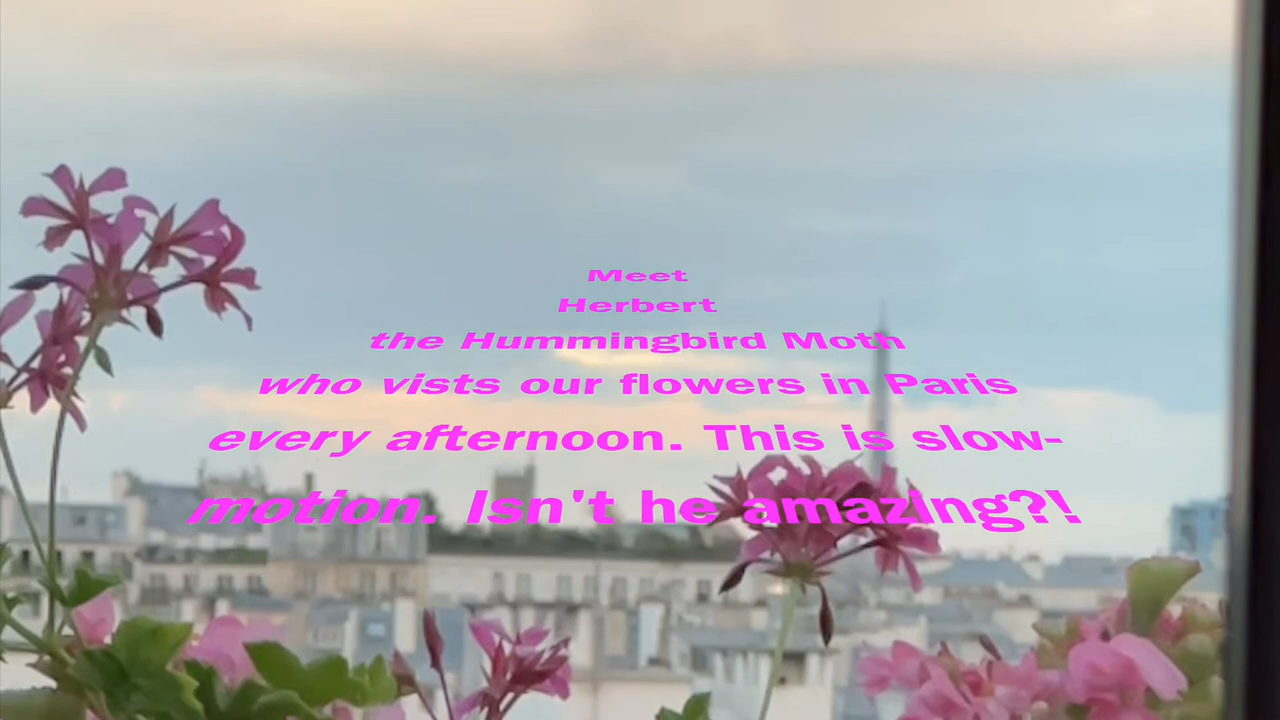 Meet
Herbert
the Hummingbird Moth
who vists our flowers in Paris
every afternoon. This is slow-
motion. Isn't he amazing?!